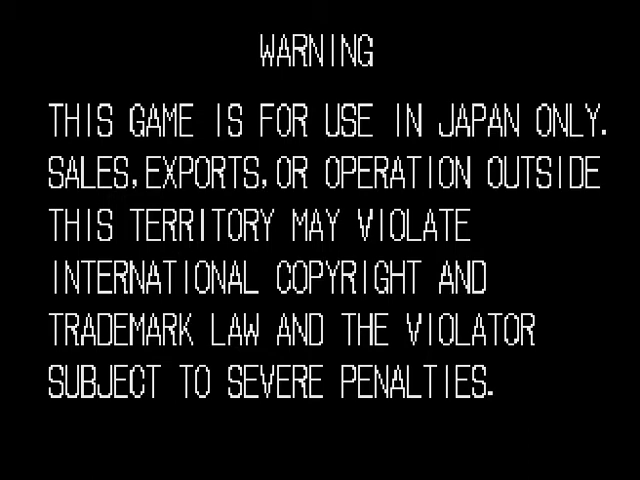 WARNING
THIS GAME IS FOR USE IN JAPAN ONLY.
SALES,EXPORTS,OR OPERATION OUTSIDE
THIS TERRITORY MAY VIOLATE
INTERNATIONAL COPYRIGHT AND
TRADEMARK LAW AND THE VIOLATOR
SUBJECT TO SEVERE PENALTIES.